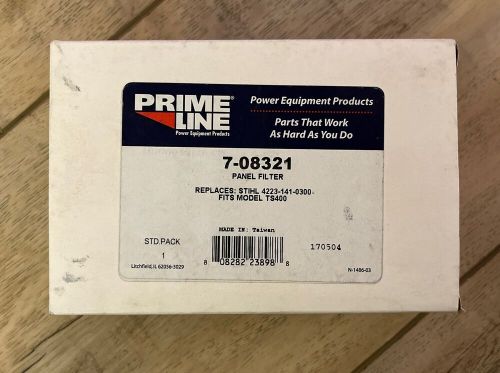 PRIME®
LINE
Power Equipment Products
Power Equipment Products
Parts That Work
As Hard As You Do
7-08321
PANEL FILTER
REPLACES: STIHL 4223-141-0300-
FITS MODEL TS400
MADE IN: Taiwan
STD.PACK
1
170504
8 08282 23898 8
Litchfield, IL 62056-3029
N-1486-03